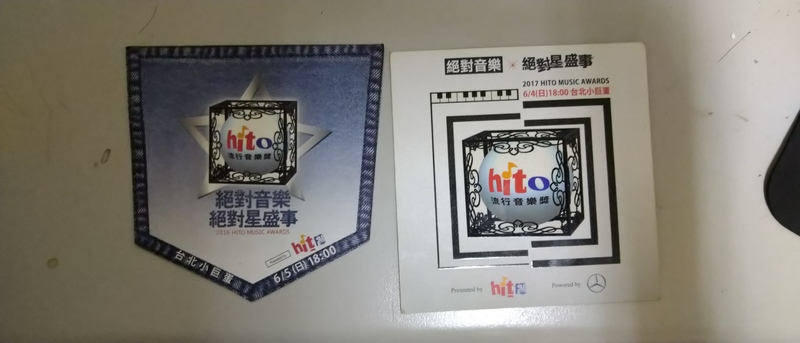 hito
流行音樂獎
絕對音樂
絕對星盛事
2016 HITO MUSIC AWARDS
hit
台北小巨蛋
6/5(日)18:00
絕對音樂 × 絕對星盛事
2017 HITO MUSIC AWARDS
6/4(日)18:00 台北小巨蛋
hito
流行音樂獎
Presented by hit
Powered by